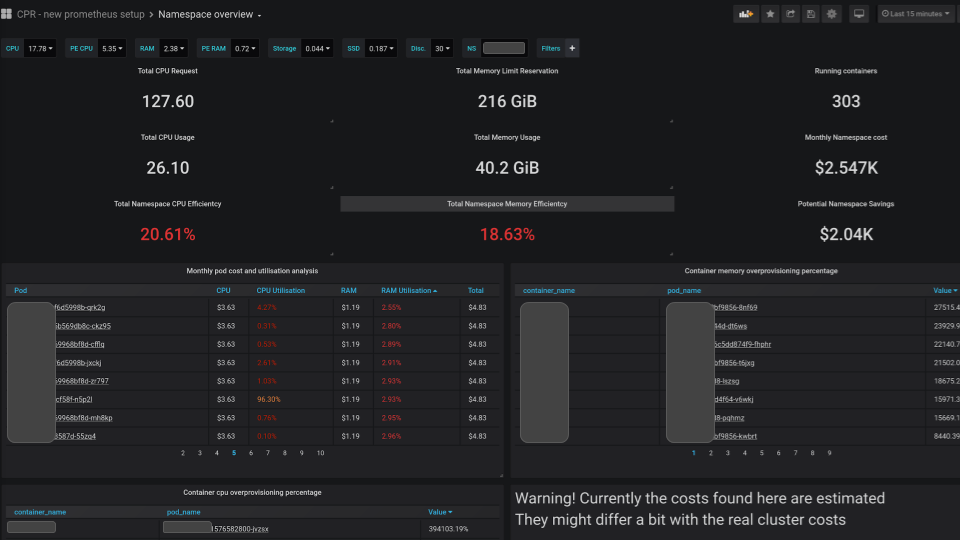 CPR - new prometheus setup > Namespace overview
Last 15 minutes
CPU 17.78 PE CPU 5.35 RAM 2.38 PE RAM 0.72 Storage 0.044 SSD 0.187 Disc. 30 NS Filters +
Total CPU Request Total Memory Limit Reservation Running containers
127.60 216 GiB 303
Total CPU Usage Total Memory Usage Monthly Namespace cost
26.10 40.2 GiB $2.547K
Total Namespace CPU Efficientcy Total Namespace Memory Efficientcy Potential Namespace Savings
20.61% 18.63% $2.04K
Monthly pod cost and utilisation analysis
Pod CPU CPU Utilisation RAM RAM Utilisation Total
f6d5998b-qrk2g $3.63 4.27% $1.19 2.55% $4.83
5b569db8c-ckz95 $3.63 0.31% $1.19 2.80% $4.83
59968bf8d-cfflq $3.63 0.53% $1.19 2.89% $4.83
f6d5998b-jxckj $3.63 2.61% $1.19 2.91% $4.83
59968bf8d-zr797 $3.63 1.03% $1.19 2.93% $4.83
cf58f-n5p2l $3.63 96.30% $1.19 2.93% $4.83
59968bf8d-mh8kp $3.63 0.76% $1.19 2.95% $4.83
3587d-55zq4 $3.63 0.10% $1.19 2.96% $4.83
2 3 4 5 6 7 8 9 10
Container memory overprovisioning percentage
container_name pod_name Value
bf9856-8nf69 27515.4
44d-dt6ws 23929.9
5c5dd874f9-fhphr 22140.7
bf9856-t6jxg 21502.0
38-lszsg 18675.2
d4f64-v6wkj 15971.3
38-pqhmz 15669.1
bf9856-kwbrt 8440.39
1 2 3 4 5 6 7 8 9
Container cpu overprovisioning percentage
container_name pod_name Value
1576582800-jvzsx 394103.19%
Warning! Currently the costs found here are estimated
They might differ a bit with the real cluster costs